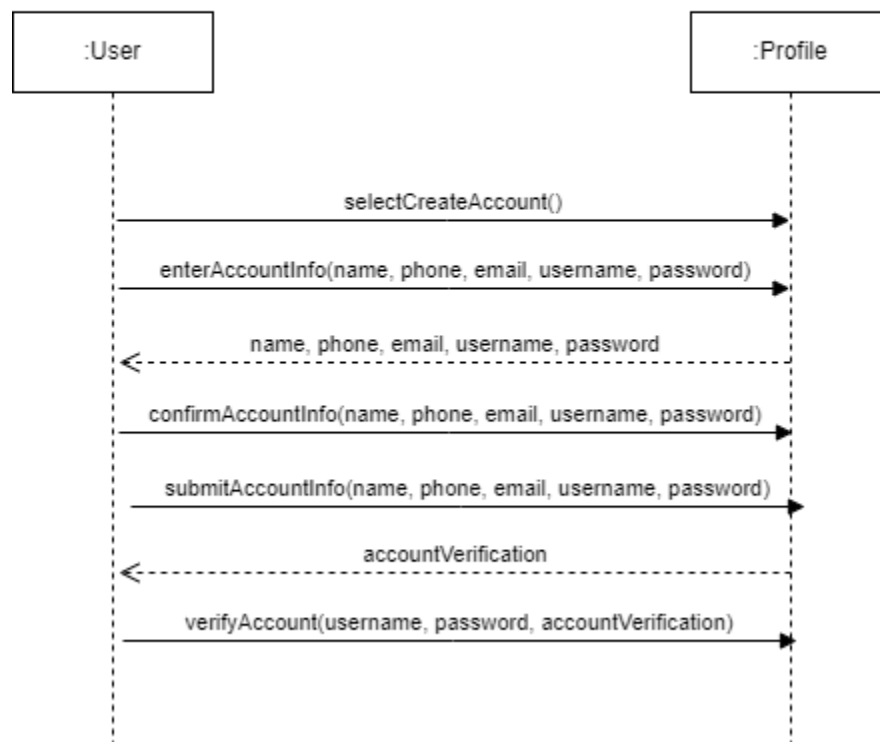 :User
:Profile
selectCreateAccount()
enterAccountInfo(name, phone, email, username, password)
name, phone, email, username, password
confirmAccountInfo(name, phone, email, username, password)
submitAccountInfo(name, phone, email, username, password)
accountVerification
verifyAccount(username, password, accountVerification)